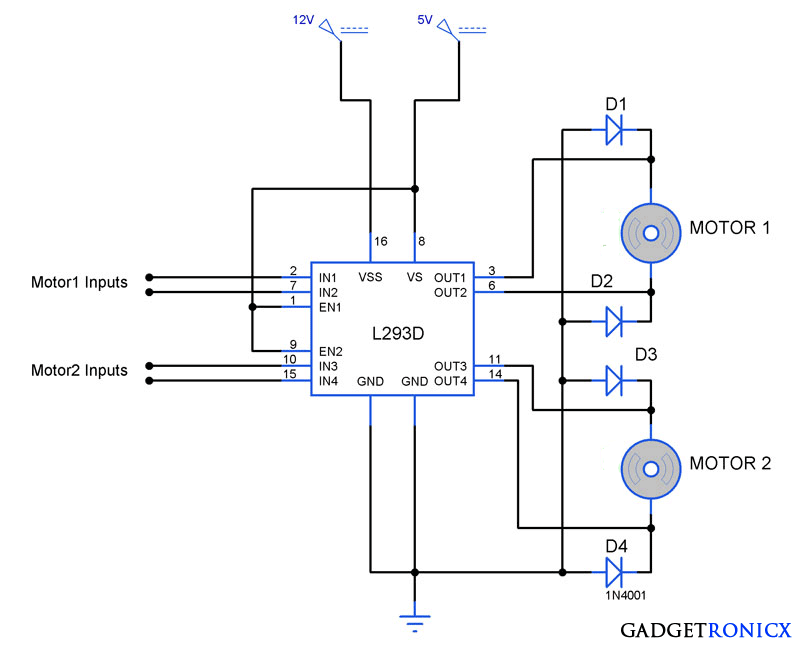 12V
5V
D1
16
8
MOTOR 1
2
VSS
VS
3
Motor1 Inputs
IN1
OUT1
7
IN2
OUT2
6
1
EN1
D2
L293D
9
EN2
D3
10
IN3
OUT3
11
Motor2 Inputs
15
IN4
GND
GND
OUT4
14
MOTOR 2
D4
1N4001
GADGETRONICX